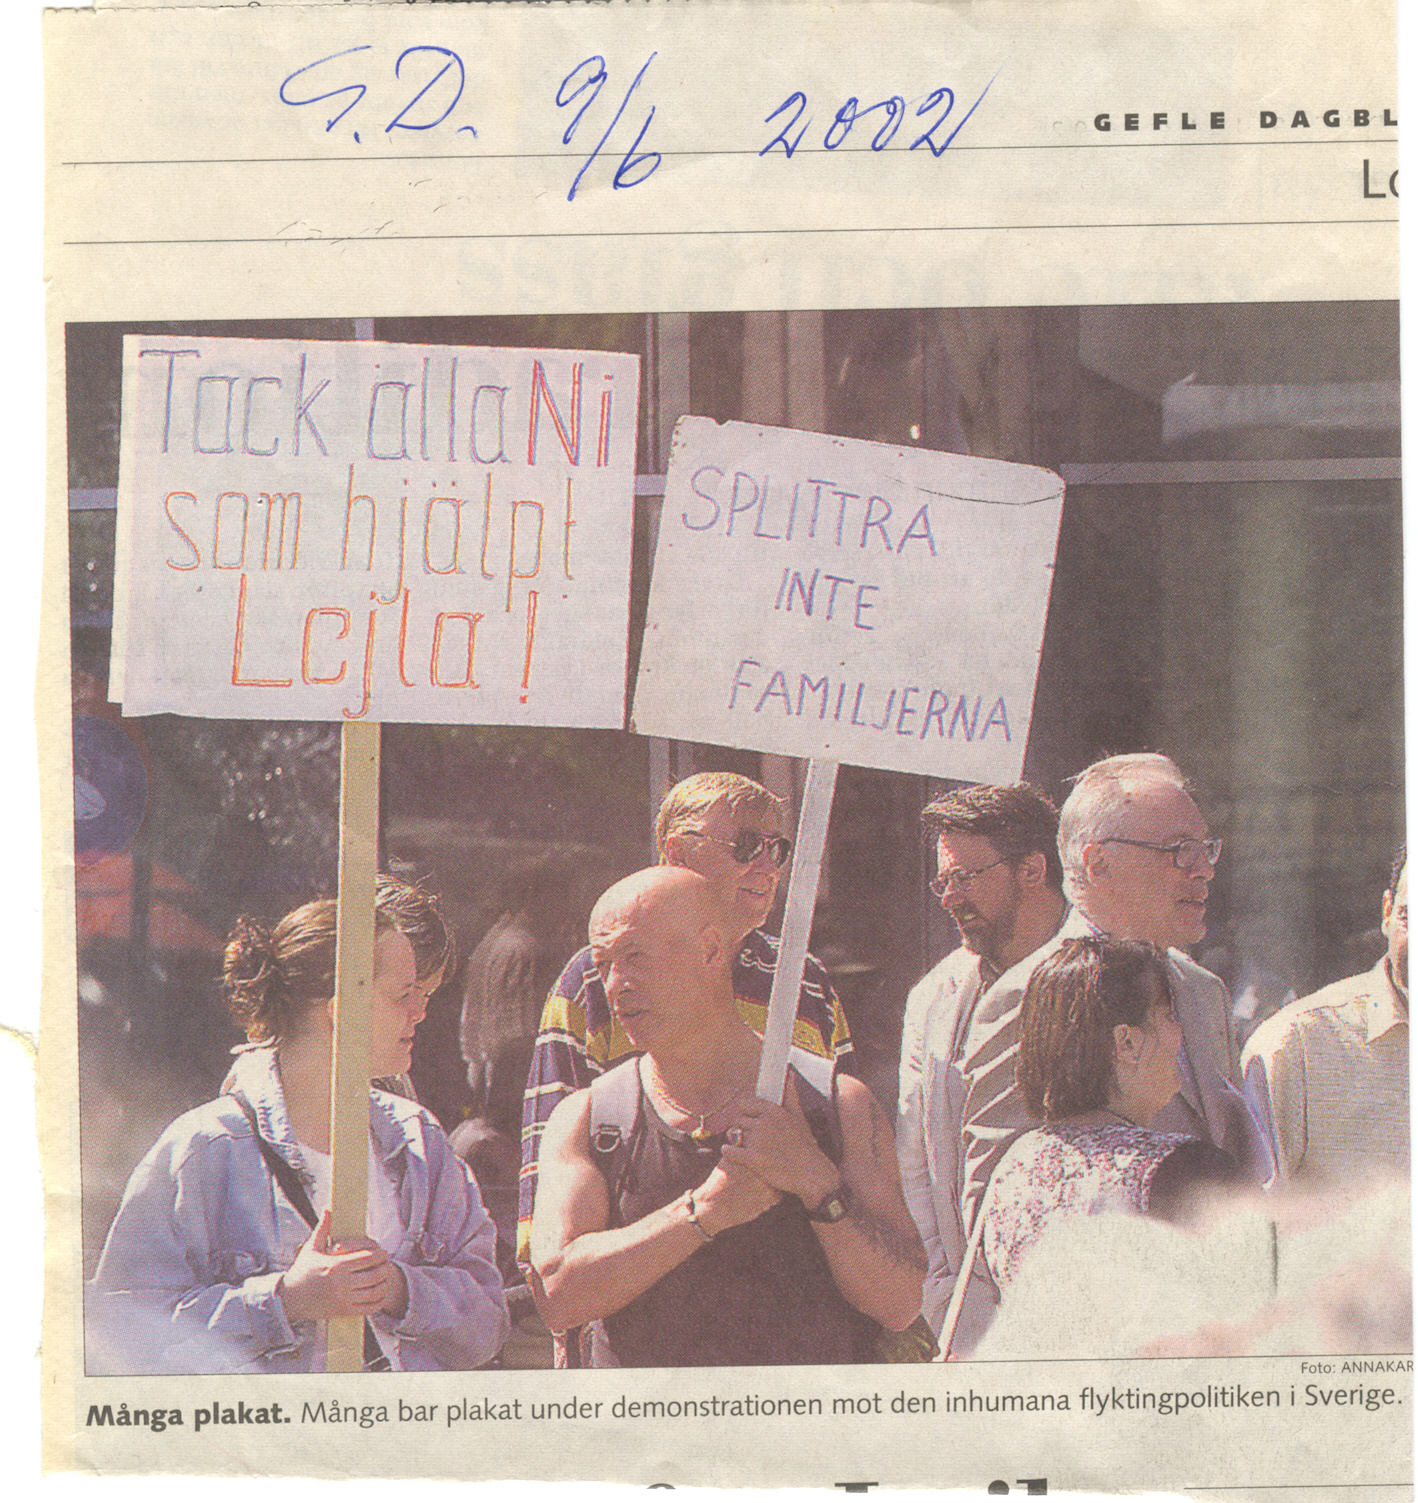 G.D. 9/6 2002
GEFLE DAGBL
Lo
Tack alla Ni
som hjälpt
Lejla!
SPLITTRA
INTE
FAMILJERNA
Foto: ANNAKAR
Många plakat. Många bar plakat under demonstrationen mot den inhumana flyktingpolitiken i Sverige.